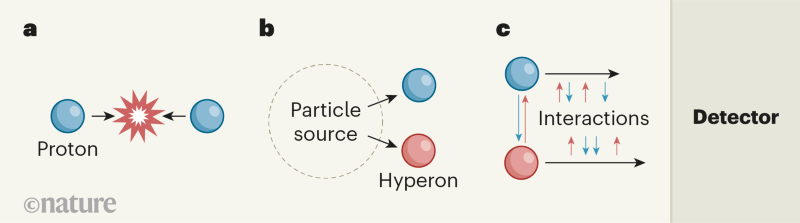 a
b
c
Proton
Particle
source
Hyperon
Interactions
Detector
©nature